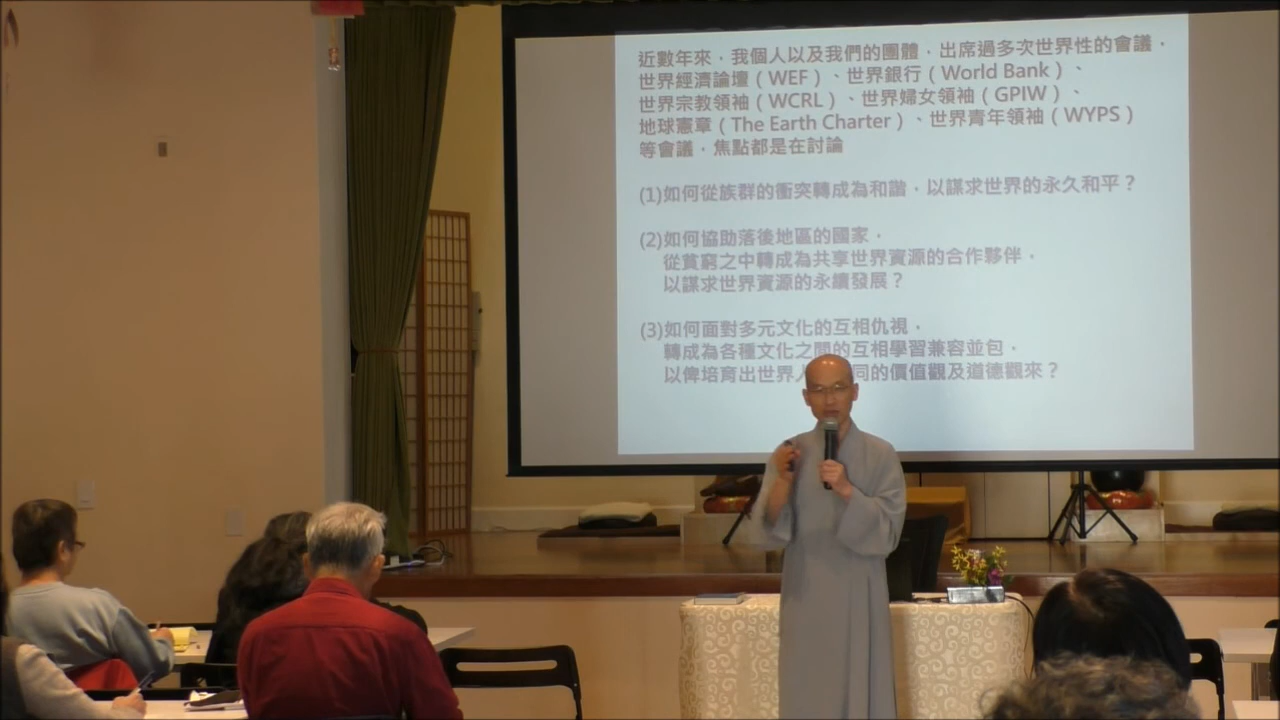 近數年來，我個人以及我們的團體，出席過多次世界性的會議，
世界經濟論壇（WEF）、世界銀行（World Bank）、
世界宗教領袖（WCRL）、世界婦女領袖（GPIW）、
地球憲章（The Earth Charter）、世界青年領袖（WYPS）
等會議，焦點都是在討論
(1)如何從族群的衝突轉成為和諧，以謀求世界的永久和平？
(2)如何協助落後地區的國家，
從貧窮之中轉成為共享世界資源的合作夥伴，
以謀求世界資源的永續發展？
(3)如何面對多元文化的互相仇視，
轉成為各種文化之間的互相學習兼容並包，
以俾培育出世界人 同的價值觀及道德觀來？